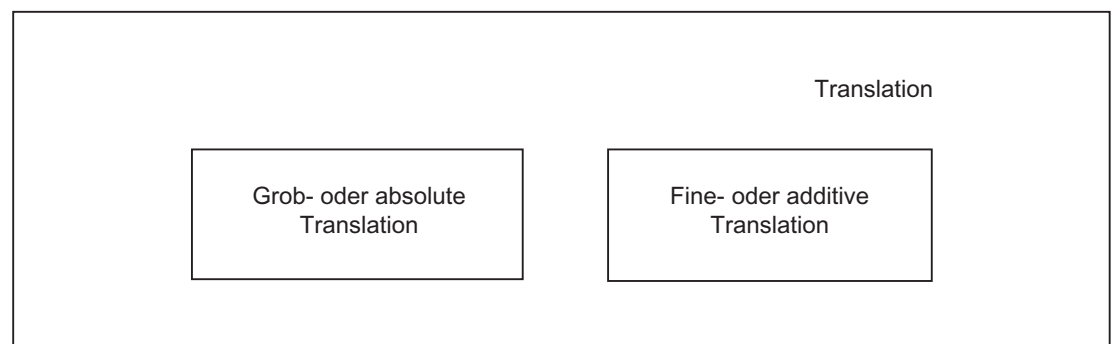 Translation
Grob- oder absolute
Translation
Fine- oder additive
Translation